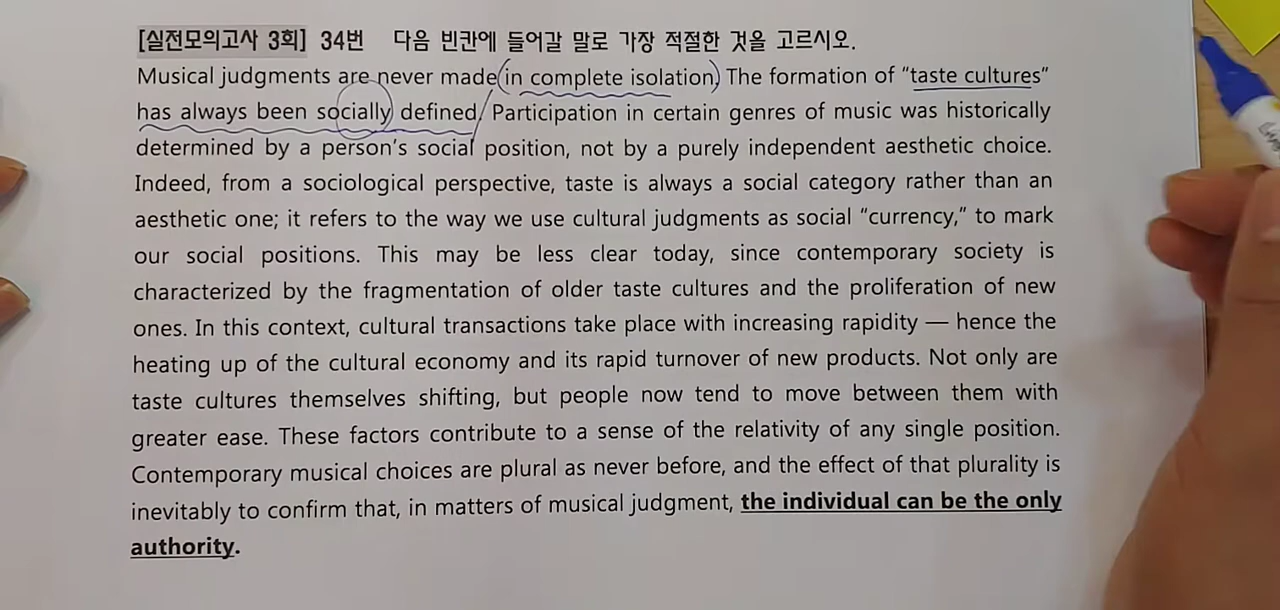 [실전모의고사 3회] 34번 다음 빈칸에 들어갈 말로 가장 적절한 것을 고르시오.
Musical judgments are never made in complete isolation. The formation of “taste cultures”
has always been socially defined. Participation in certain genres of music was historically
determined by a person’s social position, not by a purely independent aesthetic choice.
Indeed, from a sociological perspective, taste is always a social category rather than an
aesthetic one; it refers to the way we use cultural judgments as social “currency,” to mark
our social positions. This may be less clear today, since contemporary society is
characterized by the fragmentation of older taste cultures and the proliferation of new
ones. In this context, cultural transactions take place with increasing rapidity — hence the
heating up of the cultural economy and its rapid turnover of new products. Not only are
taste cultures themselves shifting, but people now tend to move between them with
greater ease. These factors contribute to a sense of the relativity of any single position.
Contemporary musical choices are plural as never before, and the effect of that plurality is
inevitably to confirm that, in matters of musical judgment, the individual can be the only
authority.